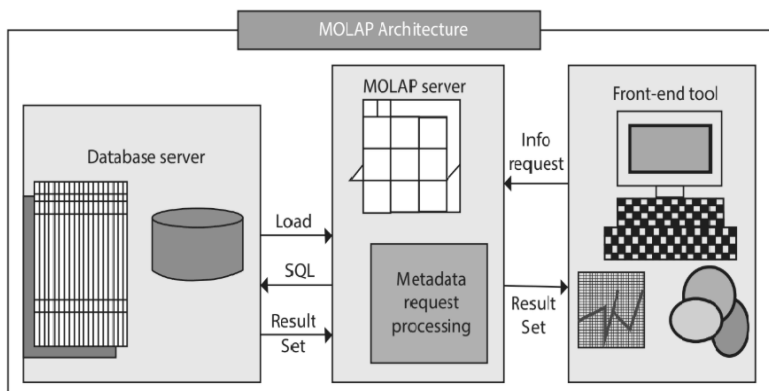 MOLAP Architecture
Database server
Load
SQL
Result
Set
MOLAP server
Metadata
request
processing
Info
request
Result
Set
Front-end tool